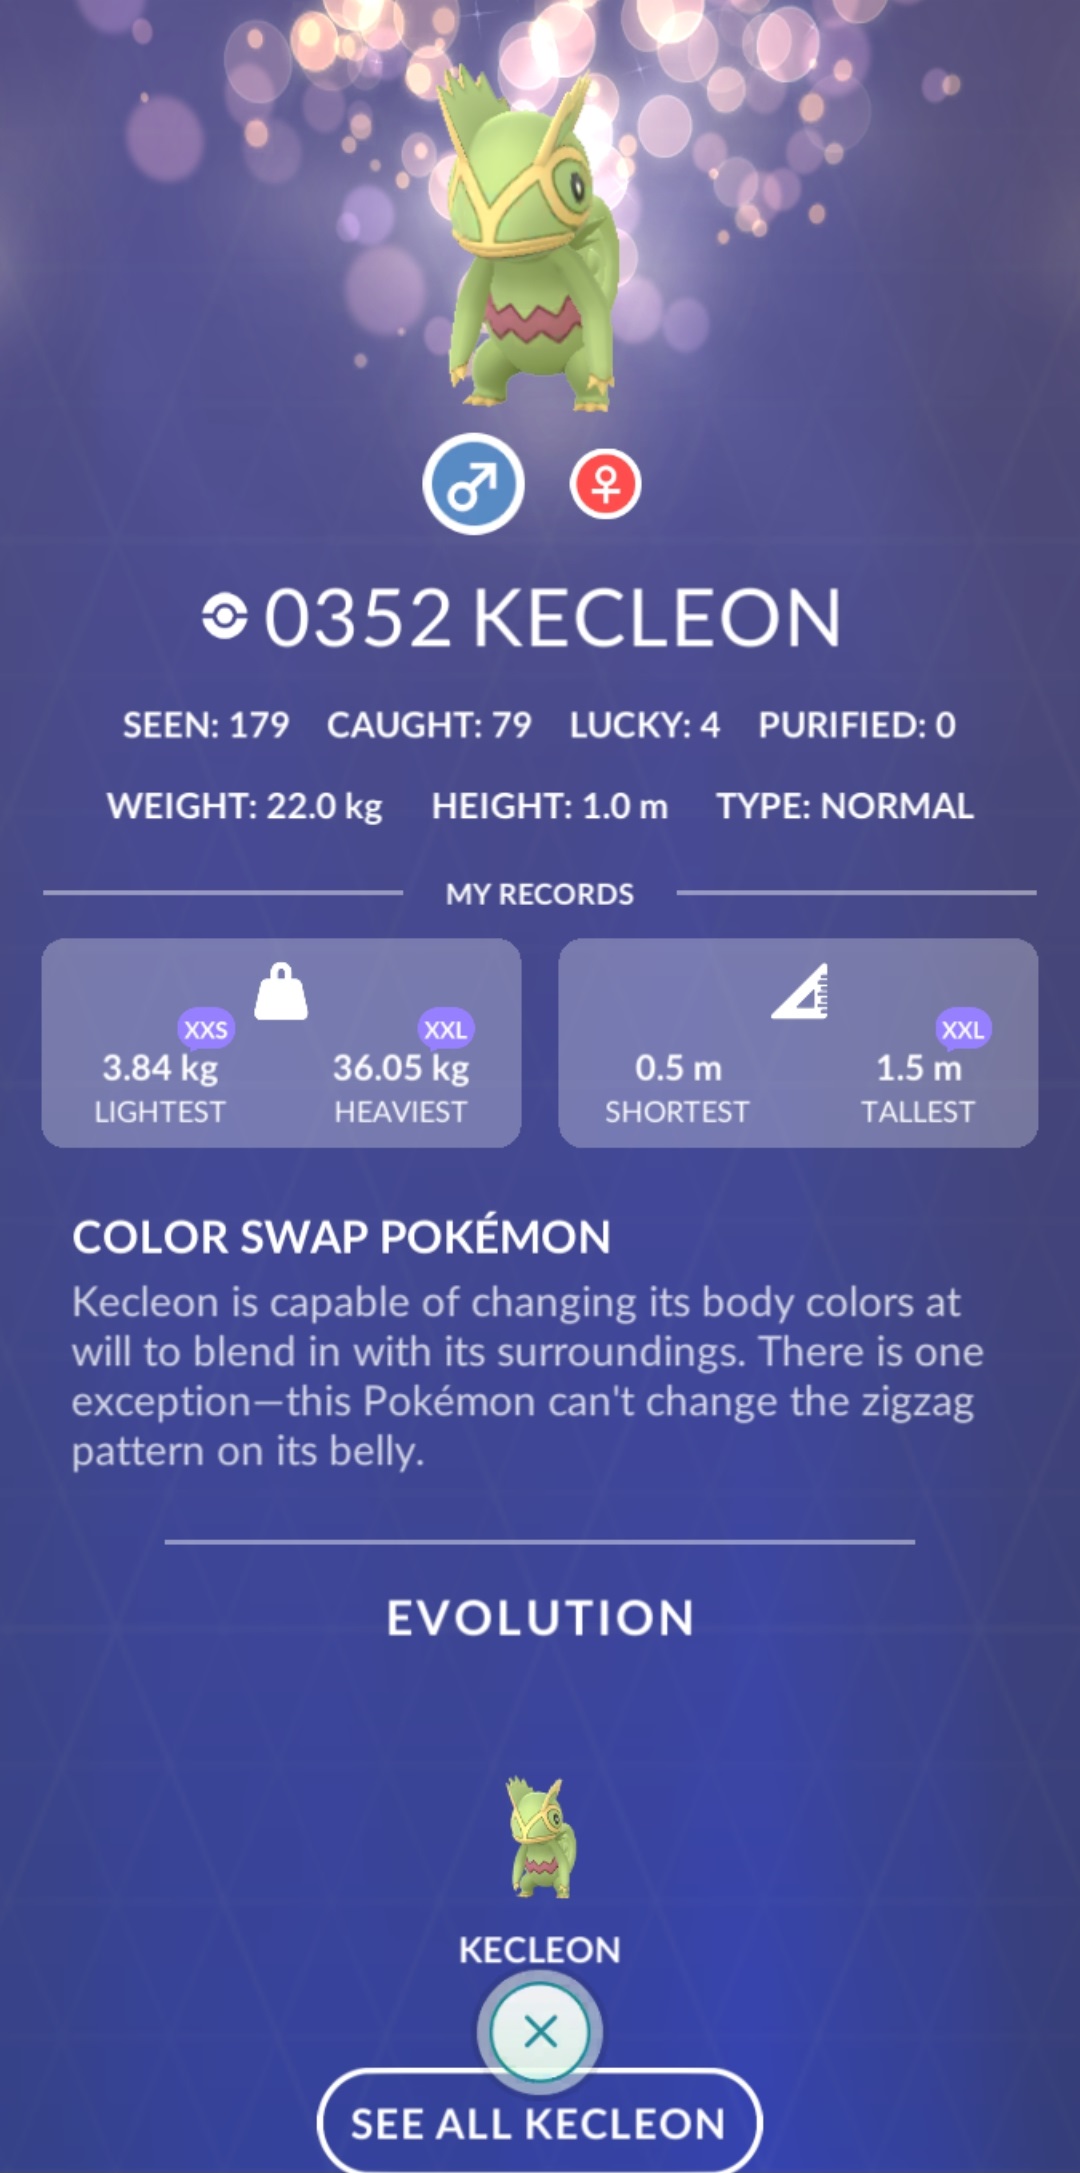 0352 KECLEON
SEEN: 179 CAUGHT: 79 LUCKY: 4 PURIFIED: 0
WEIGHT: 22.0 kg HEIGHT: 1.0 m TYPE: NORMAL
MY RECORDS
XXS XXL XXL
3.84 kg 36.05 kg 0.5 m 1.5 m
LIGHTEST HEAVIEST SHORTEST TALLEST
COLOR SWAP POKÉMON
Kecleon is capable of changing its body colors at
will to blend in with its surroundings. There is one
exception—this Pokémon can't change the zigzag
pattern on its belly.
EVOLUTION
KECLEON
SEE ALL KECLEON